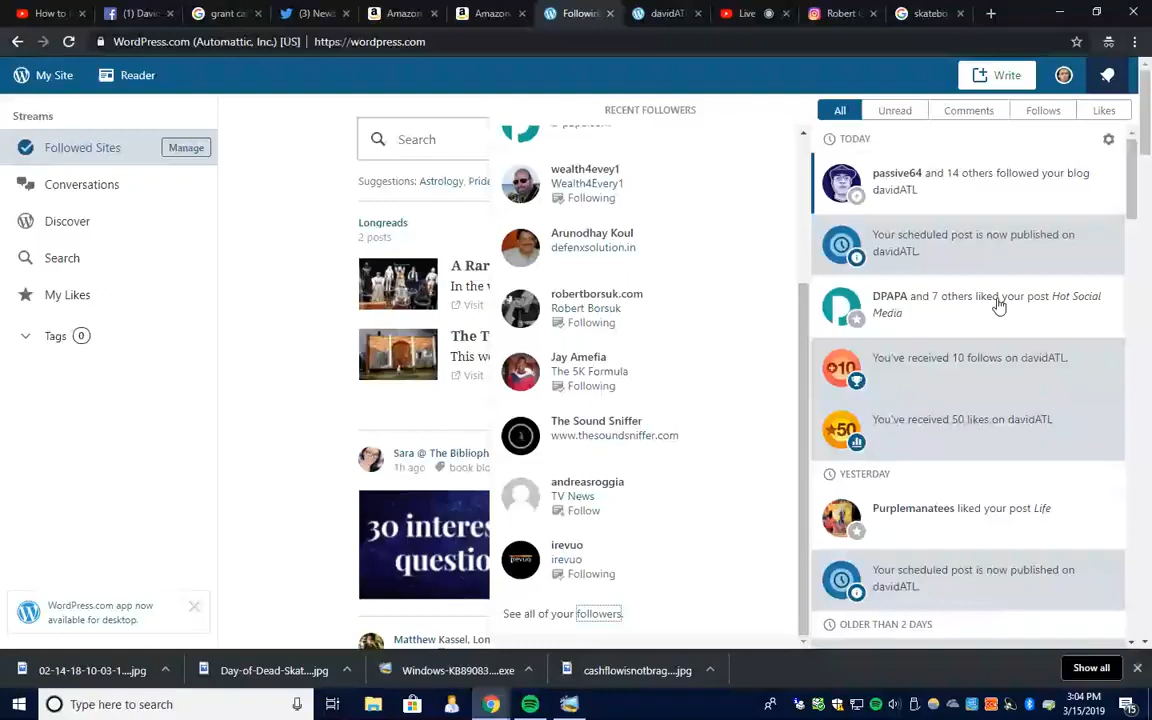 How to
(1) Davi
grant ca
(3) News
Amazon
Amazon
Followin
davidAT
Live
Robert
skatebo
WordPress.com (Automattic, Inc.) [US] | https://wordpress.com
My Site
Reader
Write
Streams
Followed Sites
Manage
Conversations
Discover
Search
My Likes
Tags 0
WordPress.com app now
available for desktop.
Search
Suggestions: Astrology, Pride
Longreads
2 posts
A Rar
In the v
Visit
The T
This we
Visit
Sara @ The Biblioph
1h ago
book blo
30 interes
questio
Matthew Kassel, Lon
RECENT FOLLOWERS
wealth4evey1
Wealth4Every1
Following
Arunodhay Koul
defenxsolution.in
robertborsuk.com
Robert Borsuk
Following
Jay Amefia
The 5K Formula
Following
The Sound Sniffer
www.thesoundsniffer.com
andreasroggia
TV News
Follow
irevuo
irevuo
Following
See all of your followers.
All
Unread
Comments
Follows
Likes
TODAY
passive64 and 14 others followed your blog
davidATL
Your scheduled post is now published on
davidATL.
DPAPA and 7 others liked your post Hot Social
Media
+10
You've received 10 follows on davidATL.
★50
You've received 50 likes on davidATL
YESTERDAY
Purplemanatees liked your post Life
Your scheduled post is now published on
davidATL.
OLDER THAN 2 DAYS
02-14-18-10-03-1....jpg
Day-of-Dead-Skat....jpg
Windows-KB89083....exe
cashflowisnotbrag....jpg
Show all
Type here to search
3:04 PM
3/15/2019
15